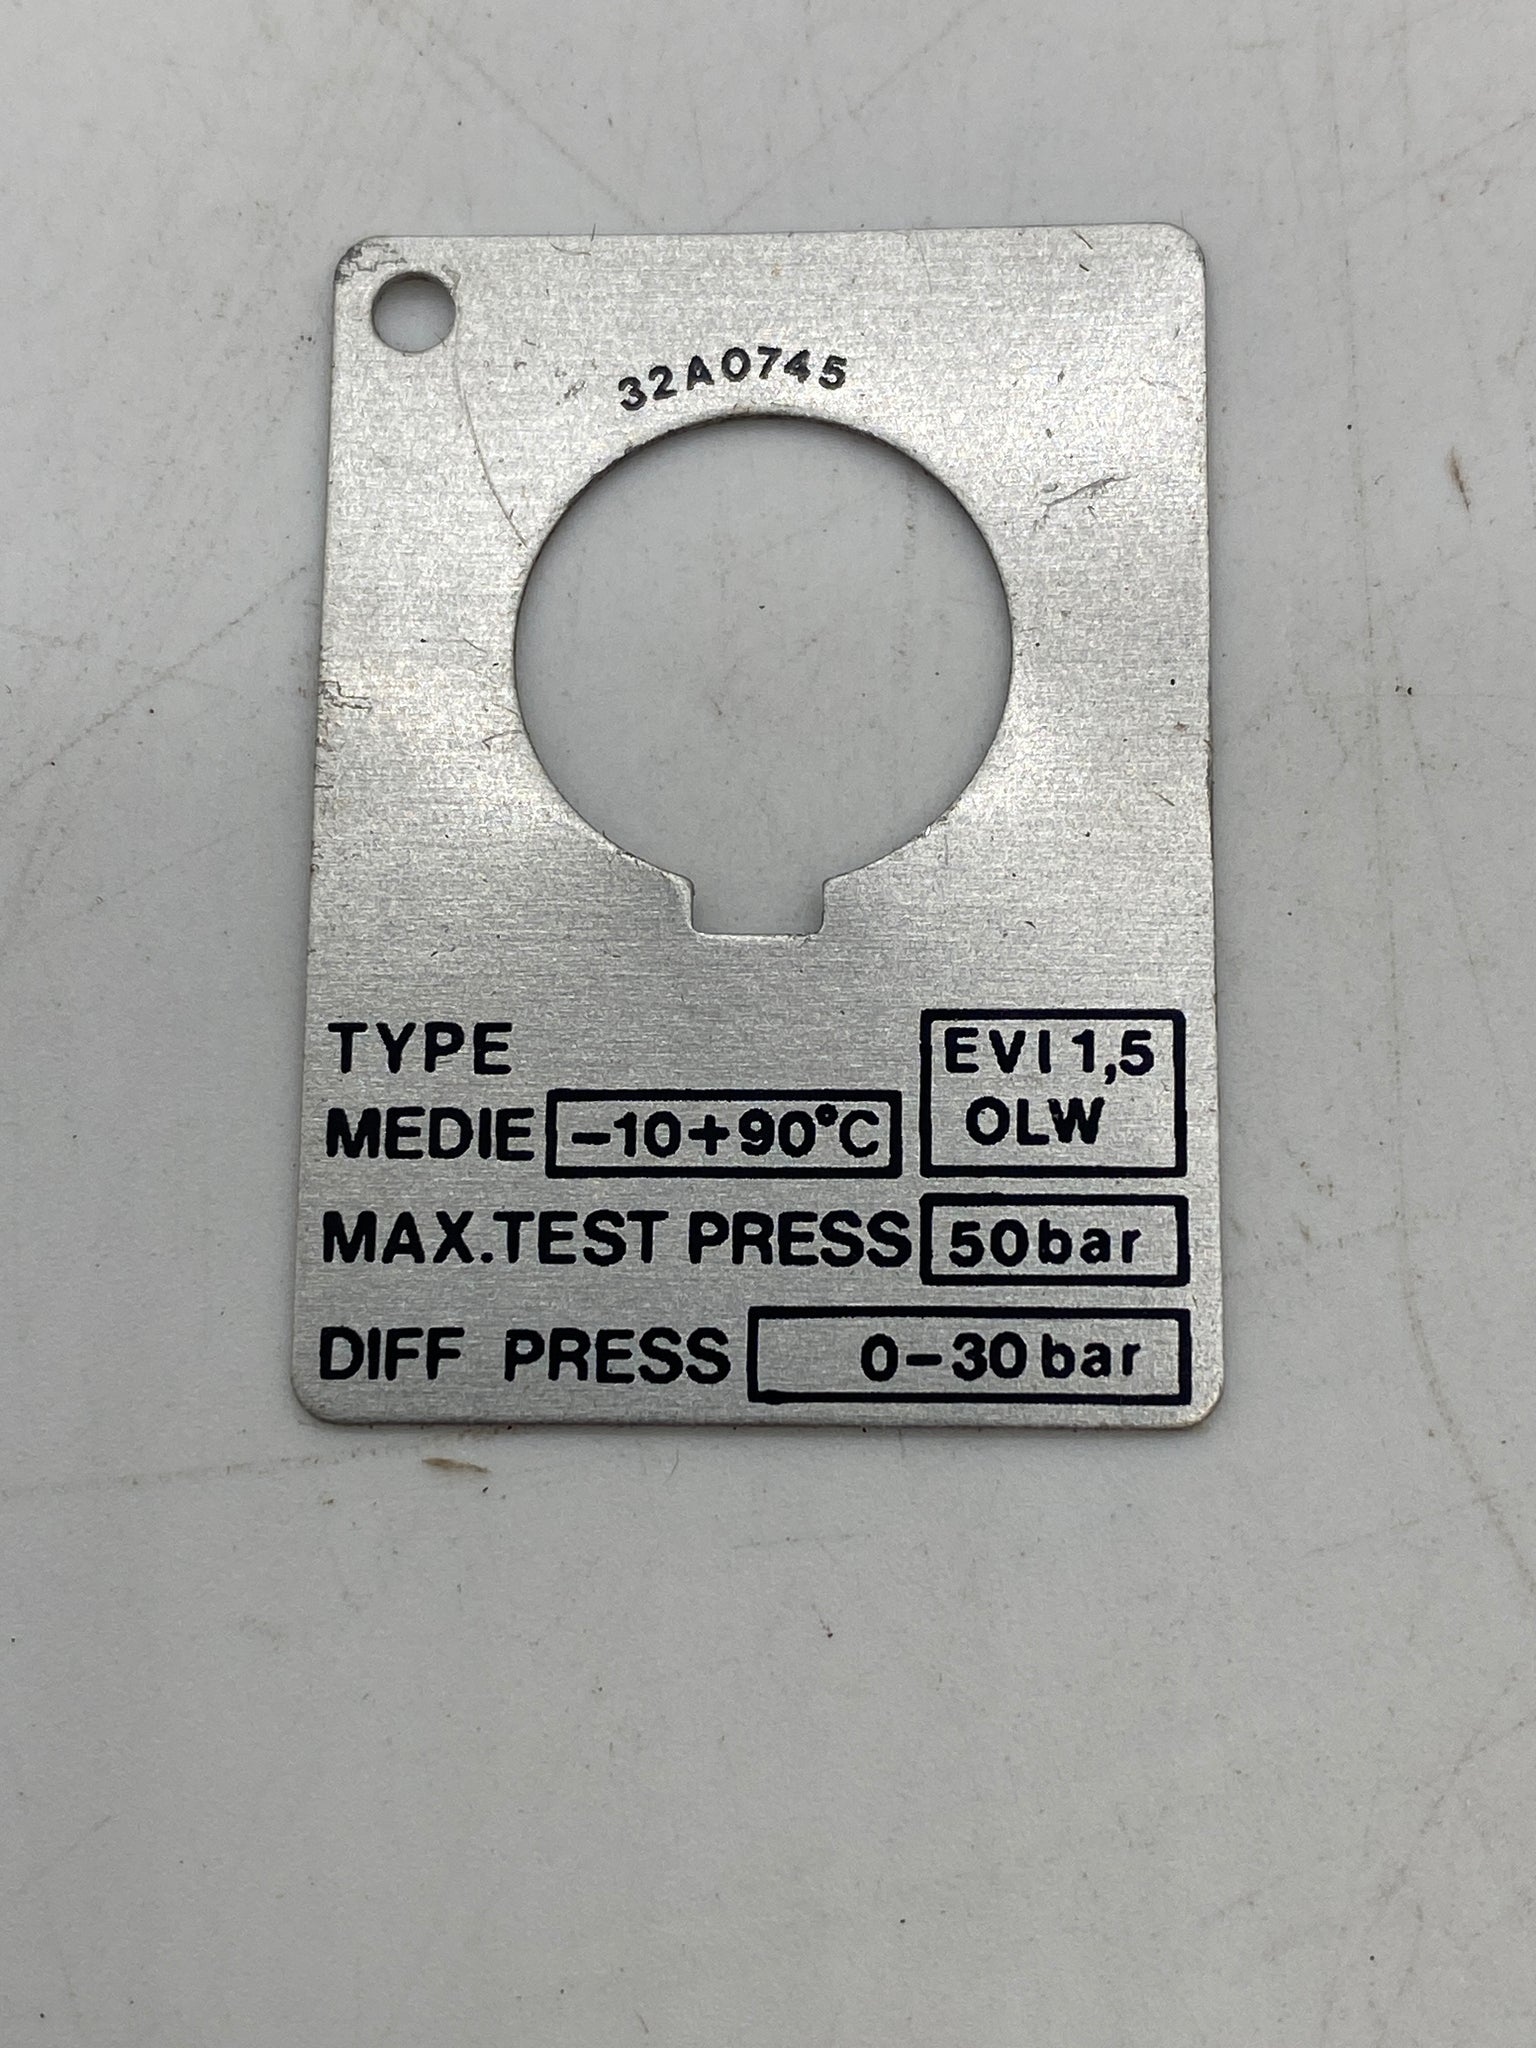 32A0745
TYPE EVI 1,5
OLW
MEDIE -10+90°C
MAX.TEST PRESS 50bar
DIFF PRESS 0-30bar